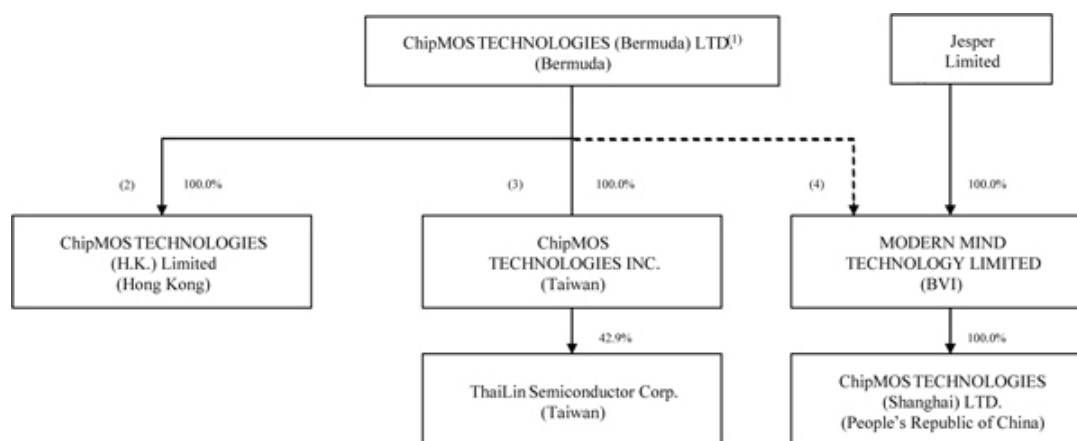 ChipMOS TECHNOLOGIES (Bermuda) LTD.(1)
(Bermuda)
Jesper
Limited
(2)
100.0%
(3)
100.0%
(4)
100.0%
ChipMOS TECHNOLOGIES
(H.K.) Limited
(Hong Kong)
ChipMOS
TECHNOLOGIES INC.
(Taiwan)
MODERN MIND
TECHNOLOGY LIMITED
(BVI)
42.9%
100.0%
ThaiLin Semiconductor Corp.
(Taiwan)
ChipMOS TECHNOLOGIES
(Shanghai) LTD.
(People's Republic of China)